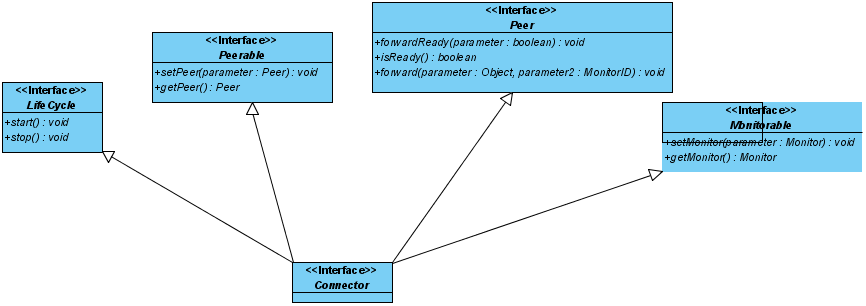 <<Interface>>
LifeCycle
+start() : void
+stop() : void
<<Interface>>
Peerable
+setPeer(parameter : Peer) : void
+getPeer() : Peer
<<Interface>>
Peer
+forwardReady(parameter : boolean) : void
+isReady() : boolean
+forward(parameter : Object, parameter2 : MonitorID) : void
<<Interface>>
Monitorable
+setMonitor(parameter : Monitor) : void
+getMonitor() : Monitor
<<Interface>>
Connector